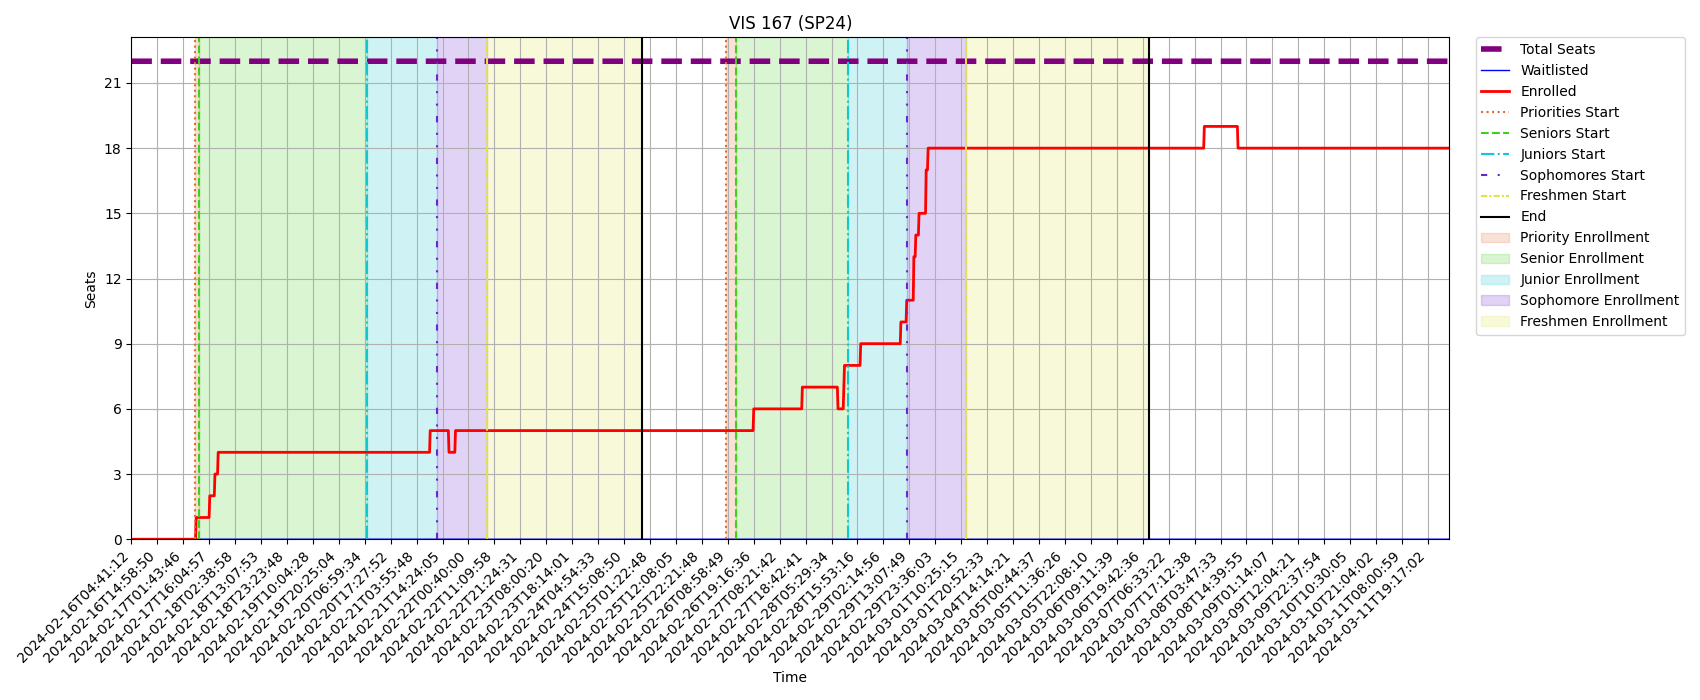 VIS 167 (SP24)
Seats
21
18
15
12
9
6
3
0
2024-02-16T04:41:12
2024-02-16T14:58:50
2024-02-17T01:43:46
2024-02-17T16:04:57
2024-02-18T02:38:58
2024-02-18T13:07:53
2024-02-18T23:23:48
2024-02-19T10:04:28
2024-02-19T20:25:04
2024-02-20T06:59:34
2024-02-20T17:27:52
2024-02-21T03:55:48
2024-02-21T14:24:05
2024-02-22T00:40:00
2024-02-22T11:09:58
2024-02-22T21:24:31
2024-02-23T08:00:20
2024-02-23T18:14:01
2024-02-24T04:54:33
2024-02-24T15:08:50
2024-02-25T01:22:48
2024-02-25T12:08:05
2024-02-25T22:21:48
2024-02-26T08:58:49
2024-02-26T19:16:36
2024-02-27T08:21:42
2024-02-27T18:42:41
2024-02-28T05:29:34
2024-02-28T15:53:16
2024-02-29T02:14:56
2024-02-29T13:07:49
2024-02-29T23:36:03
2024-03-01T10:25:15
2024-03-01T20:52:33
2024-03-04T14:14:21
2024-03-05T00:44:37
2024-03-05T11:36:26
2024-03-05T22:08:10
2024-03-06T09:11:39
2024-03-06T19:42:36
2024-03-07T06:33:22
2024-03-07T17:12:38
2024-03-08T03:47:33
2024-03-08T14:39:55
2024-03-09T01:14:07
2024-03-09T12:04:21
2024-03-09T22:37:54
2024-03-10T10:30:05
2024-03-10T21:04:02
2024-03-11T08:00:59
2024-03-11T19:17:02
Time
Total Seats
Waitlisted
Enrolled
Priorities Start
Seniors Start
Juniors Start
Sophomores Start
Freshmen Start
End
Priority Enrollment
Senior Enrollment
Junior Enrollment
Sophomore Enrollment
Freshmen Enrollment